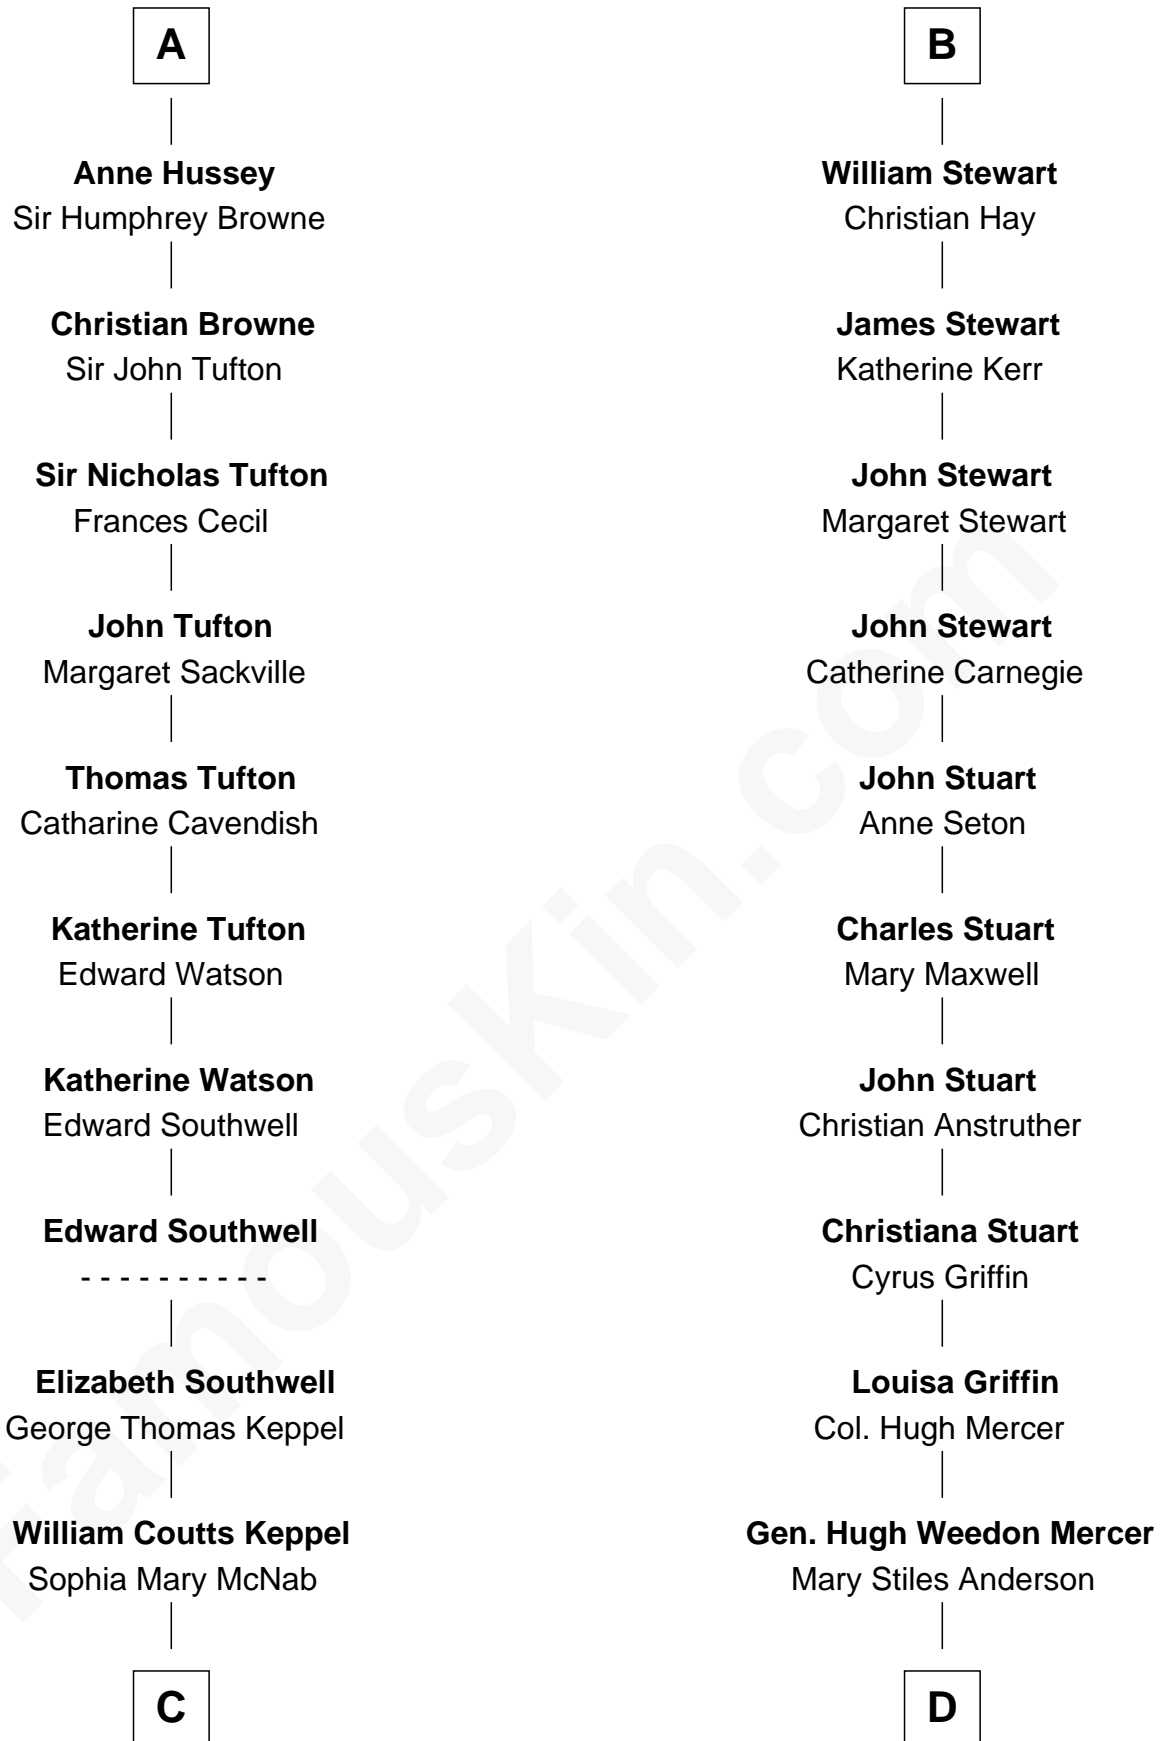 A
Anne Hussey
Sir Humphrey Browne
Christian Browne
Sir John Tufton
Sir Nicholas Tufton
Frances Cecil
John Tufton
Margaret Sackville
Thomas Tufton
Catharine Cavendish
Katherine Tufton
Edward Watson
Katherine Watson
Edward Southwell
Edward Southwell
- - - - - - - - - -
Elizabeth Southwell
George Thomas Keppel
William Coutts Keppel
Sophia Mary McNab
C
B
William Stewart
Christian Hay
James Stewart
Katherine Kerr
John Stewart
Margaret Stewart
John Stewart
Catherine Carnegie
John Stuart
Anne Seton
Charles Stuart
Mary Maxwell
John Stuart
Christian Anstruther
Christiana Stuart
Cyrus Griffin
Louisa Griffin
Col. Hugh Mercer
Gen. Hugh Weedon Mercer
Mary Stiles Anderson
D
FamousKin.com